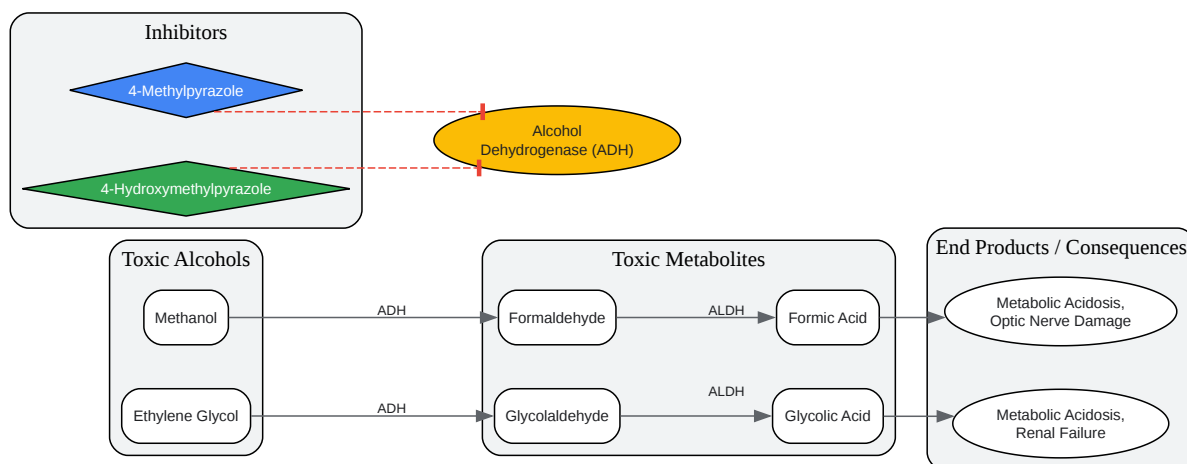 Inhibitors
4-Methylpyrazole
Alcohol
Dehydrogenase (ADH)
4-Hydroxymethylpyrazole
Toxic Alcohols
Toxic Metabolites
End Products / Consequences
Methanol
ADH
Formaldehyde
ALDH
Formic Acid
Metabolic Acidosis,
Optic Nerve Damage
Ethylene Glycol
ADH
Glycolaldehyde
ALDH
Glycolic Acid
Metabolic Acidosis,
Renal Failure